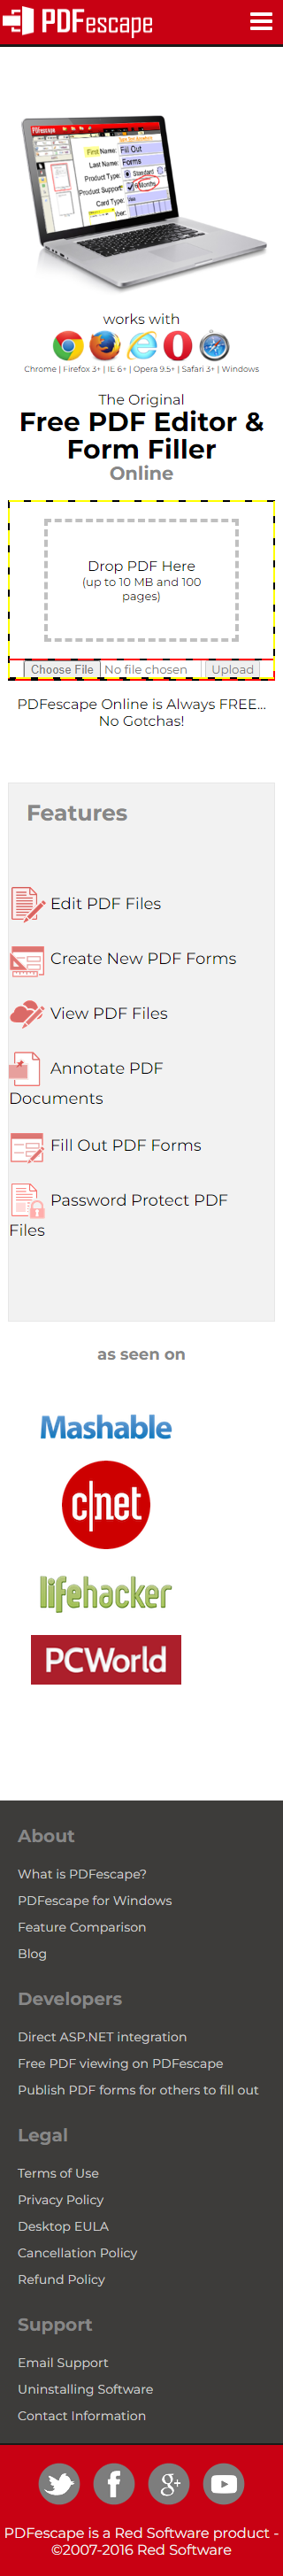 PDFescape
PDFescape
First Name: Fill Out
Last Name: Forms
Product Type: Standard
Product Support: 6 Months
Card Type:
works with
Chrome | Firefox 3+ | IE 6+ | Opera 9.5+ | Safari 3+ | Windows
The Original
Free PDF Editor &
Form Filler
Online
Drop PDF Here
(up to 10 MB and 100
pages)
Choose File No file chosen Upload
PDFescape Online is Always FREE...
No Gotchas!
Features
Edit PDF Files
Create New PDF Forms
View PDF Files
Annotate PDF
Documents
Fill Out PDF Forms
Password Protect PDF
Files
as seen on
Mashable
c|net
lifehacker
PCWorld
About
What is PDFescape?
PDFescape for Windows
Feature Comparison
Blog
Developers
Direct ASP.NET integration
Free PDF viewing on PDFescape
Publish PDF forms for others to fill out
Legal
Terms of Use
Privacy Policy
Desktop EULA
Cancellation Policy
Refund Policy
Support
Email Support
Uninstalling Software
Contact Information
PDFescape is a Red Software product -
©2007-2016 Red Software